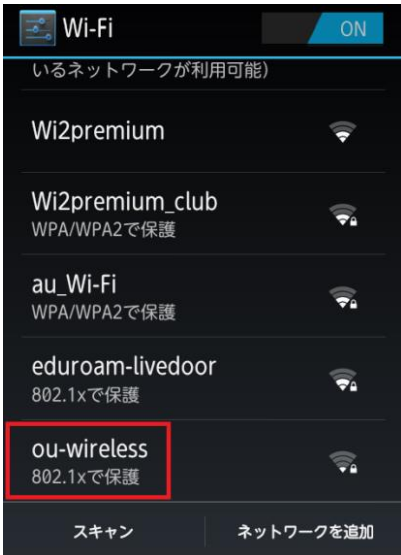 Wi-Fi
ON
いるネットワークが利用可能)
Wi2premium
Wi2premium_club
WPA/WPA2で保護
au_Wi-Fi
WPA/WPA2で保護
eduroam-livedoor
802.1xで保護
ou-wireless
802.1xで保護
スキャン
ネットワークを追加